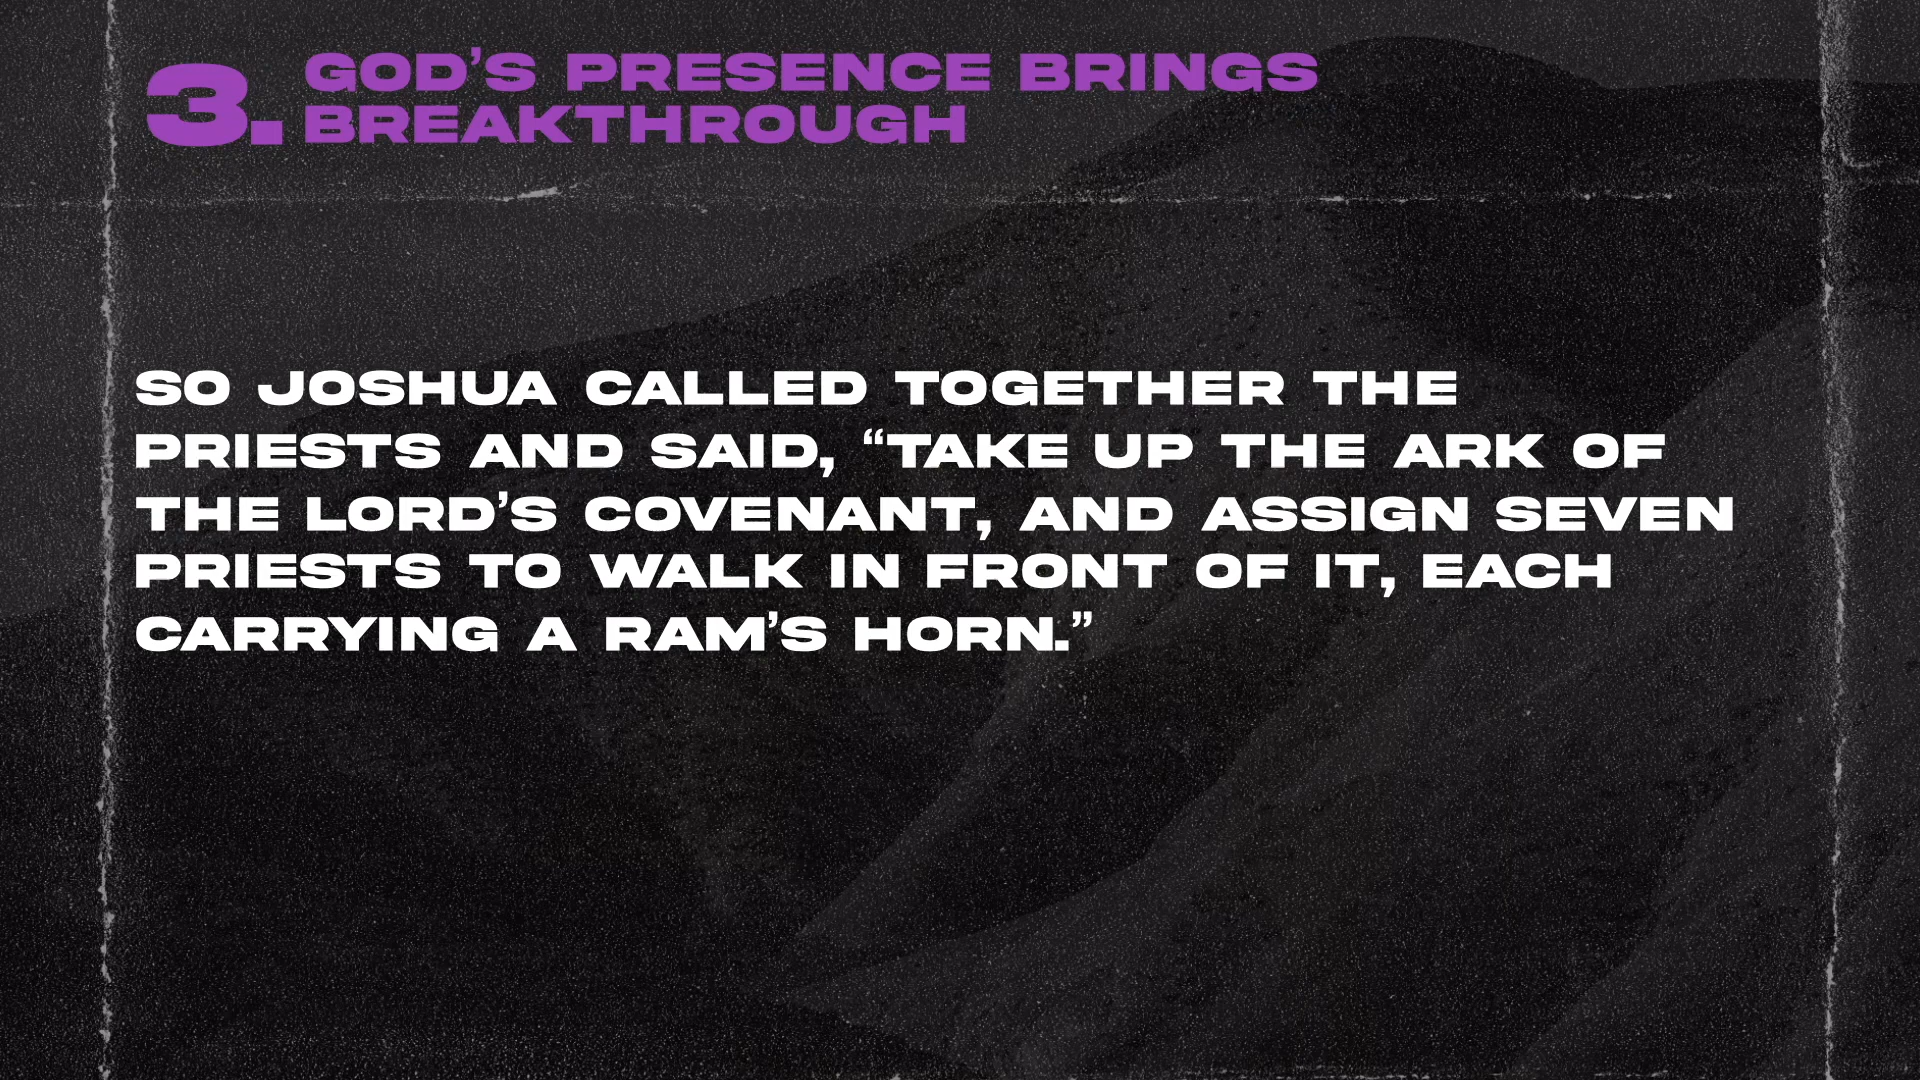 3. GOD’S PRESENCE BRINGS
BREAKTHROUGH
SO JOSHUA CALLED TOGETHER THE
PRIESTS AND SAID, “TAKE UP THE ARK OF
THE LORD’S COVENANT, AND ASSIGN SEVEN
PRIESTS TO WALK IN FRONT OF IT, EACH
CARRYING A RAM’S HORN.”